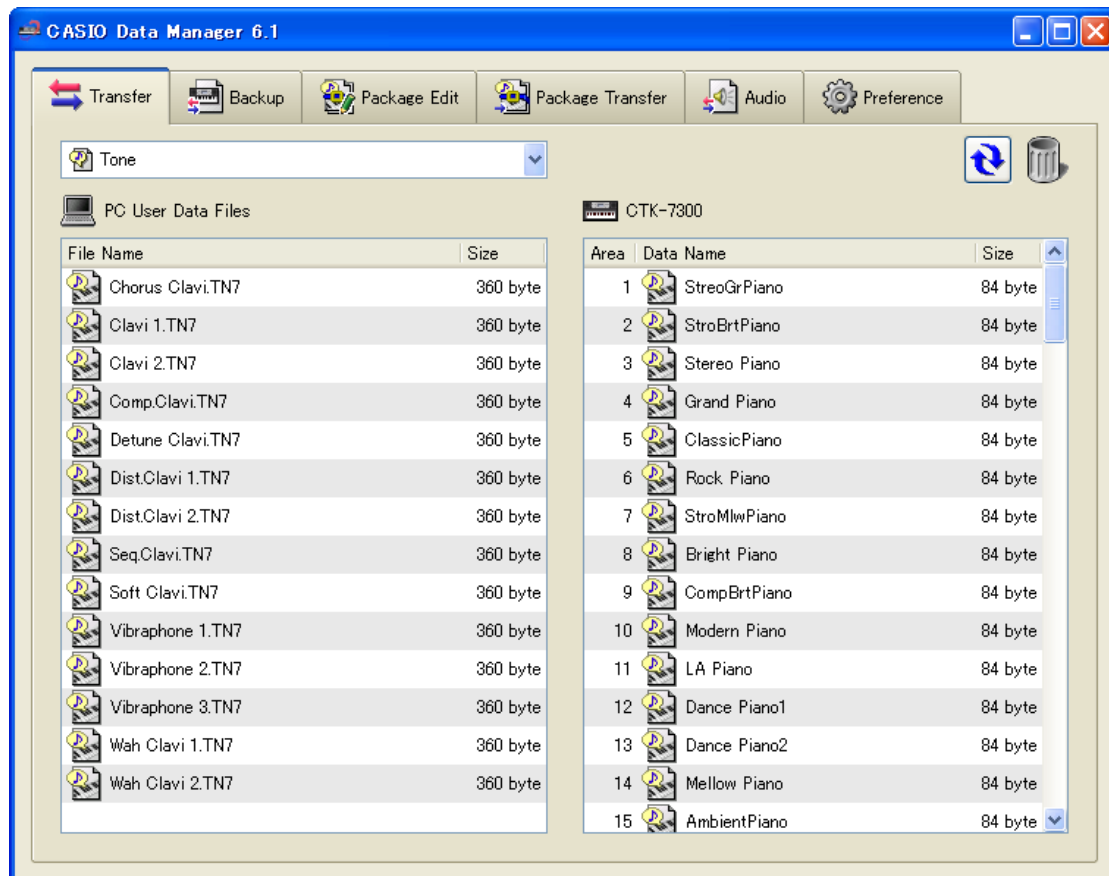 CASIO Data Manager 6.1
Transfer Backup Package Edit Package Transfer Audio Preference
Tone
PC User Data Files
CTK-7300
File Name Size
Chorus Clavi.TN7 360 byte
Clavi 1.TN7 360 byte
Clavi 2.TN7 360 byte
Comp.Clavi.TN7 360 byte
Detune Clavi.TN7 360 byte
Dist.Clavi 1.TN7 360 byte
Dist.Clavi 2.TN7 360 byte
Seq.Clavi.TN7 360 byte
Soft Clavi.TN7 360 byte
Vibraphone 1.TN7 360 byte
Vibraphone 2.TN7 360 byte
Vibraphone 3.TN7 360 byte
Wah Clavi 1.TN7 360 byte
Wah Clavi 2.TN7 360 byte
Area Data Name Size
1 StreoGrPiano 84 byte
2 StroBrtPiano 84 byte
3 Stereo Piano 84 byte
4 Grand Piano 84 byte
5 ClassicPiano 84 byte
6 Rock Piano 84 byte
7 StroMlwPiano 84 byte
8 Bright Piano 84 byte
9 CompBrtPiano 84 byte
10 Modern Piano 84 byte
11 LA Piano 84 byte
12 Dance Piano1 84 byte
13 Dance Piano2 84 byte
14 Mellow Piano 84 byte
15 AmbientPiano 84 byte